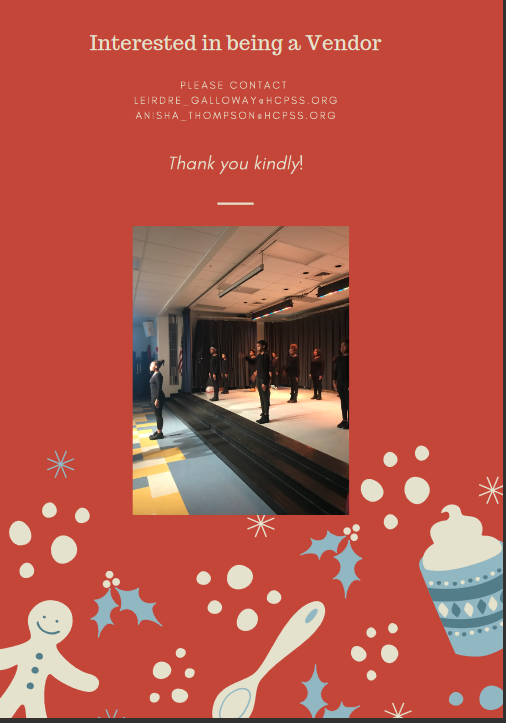 Interested in being a Vendor
PLEASE CONTACT
LEIRDRE_GALLOWAY@HCPSS.ORG
ANISHA_THOMPSON@HCPSS.ORG
Thank you kindly!